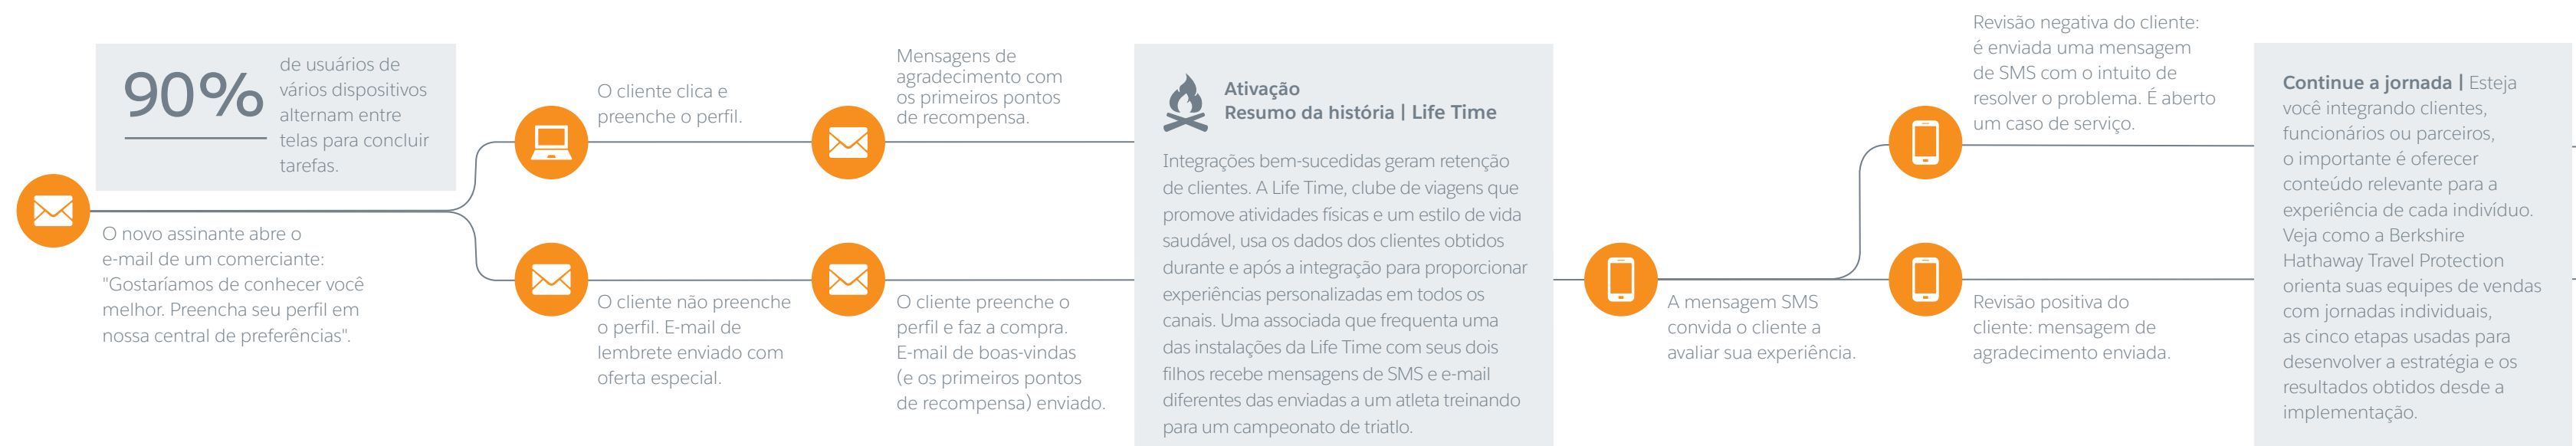 90%
de usuários de
vários dispositivos
alternam entre
telas para concluir
tarefas.
O novo assinante abre o
e-mail de um comerciante:
"Gostaríamos de conhecer você
melhor. Preencha seu perfil em
nossa central de preferências".
O cliente clica e
preenche o perfil.
O cliente não preenche
o perfil. E-mail de
lembrete enviado com
oferta especial.
Mensagens de
agradecimento com
os primeiros pontos
de recompensa.
O cliente preenche o
perfil e faz a compra.
E-mail de boas-vindas
(e os primeiros pontos
de recompensa) enviado.
Ativação
Resumo da história | Life Time
Integrações bem-sucedidas geram retenção
de clientes. A Life Time, clube de viagens que
promove atividades físicas e um estilo de vida
saudável, usa os dados dos clientes obtidos
durante e após a integração para proporcionar
experiências personalizadas em todos os
canais. Uma associada que frequenta uma
das instalações da Life Time com seus dois
filhos recebe mensagens de SMS e e-mail
diferentes das enviadas a um atleta treinando
para um campeonato de triatlo.
A mensagem SMS
convida o cliente a
avaliar sua experiência.
Revisão negativa do cliente:
é enviada uma mensagem
de SMS com o intuito de
resolver o problema. É aberto
um caso de serviço.
Revisão positiva do
cliente: mensagem de
agradecimento enviada.
Continue a jornada | Esteja
você integrando clientes,
funcionários ou parceiros,
o importante é oferecer
conteúdo relevante para a
experiência de cada indivíduo.
Veja como a Berkshire
Hathaway Travel Protection
orienta suas equipes de vendas
com jornadas individuais,
as cinco etapas usadas para
desenvolver a estratégia e os
resultados obtidos desde a
implementação.